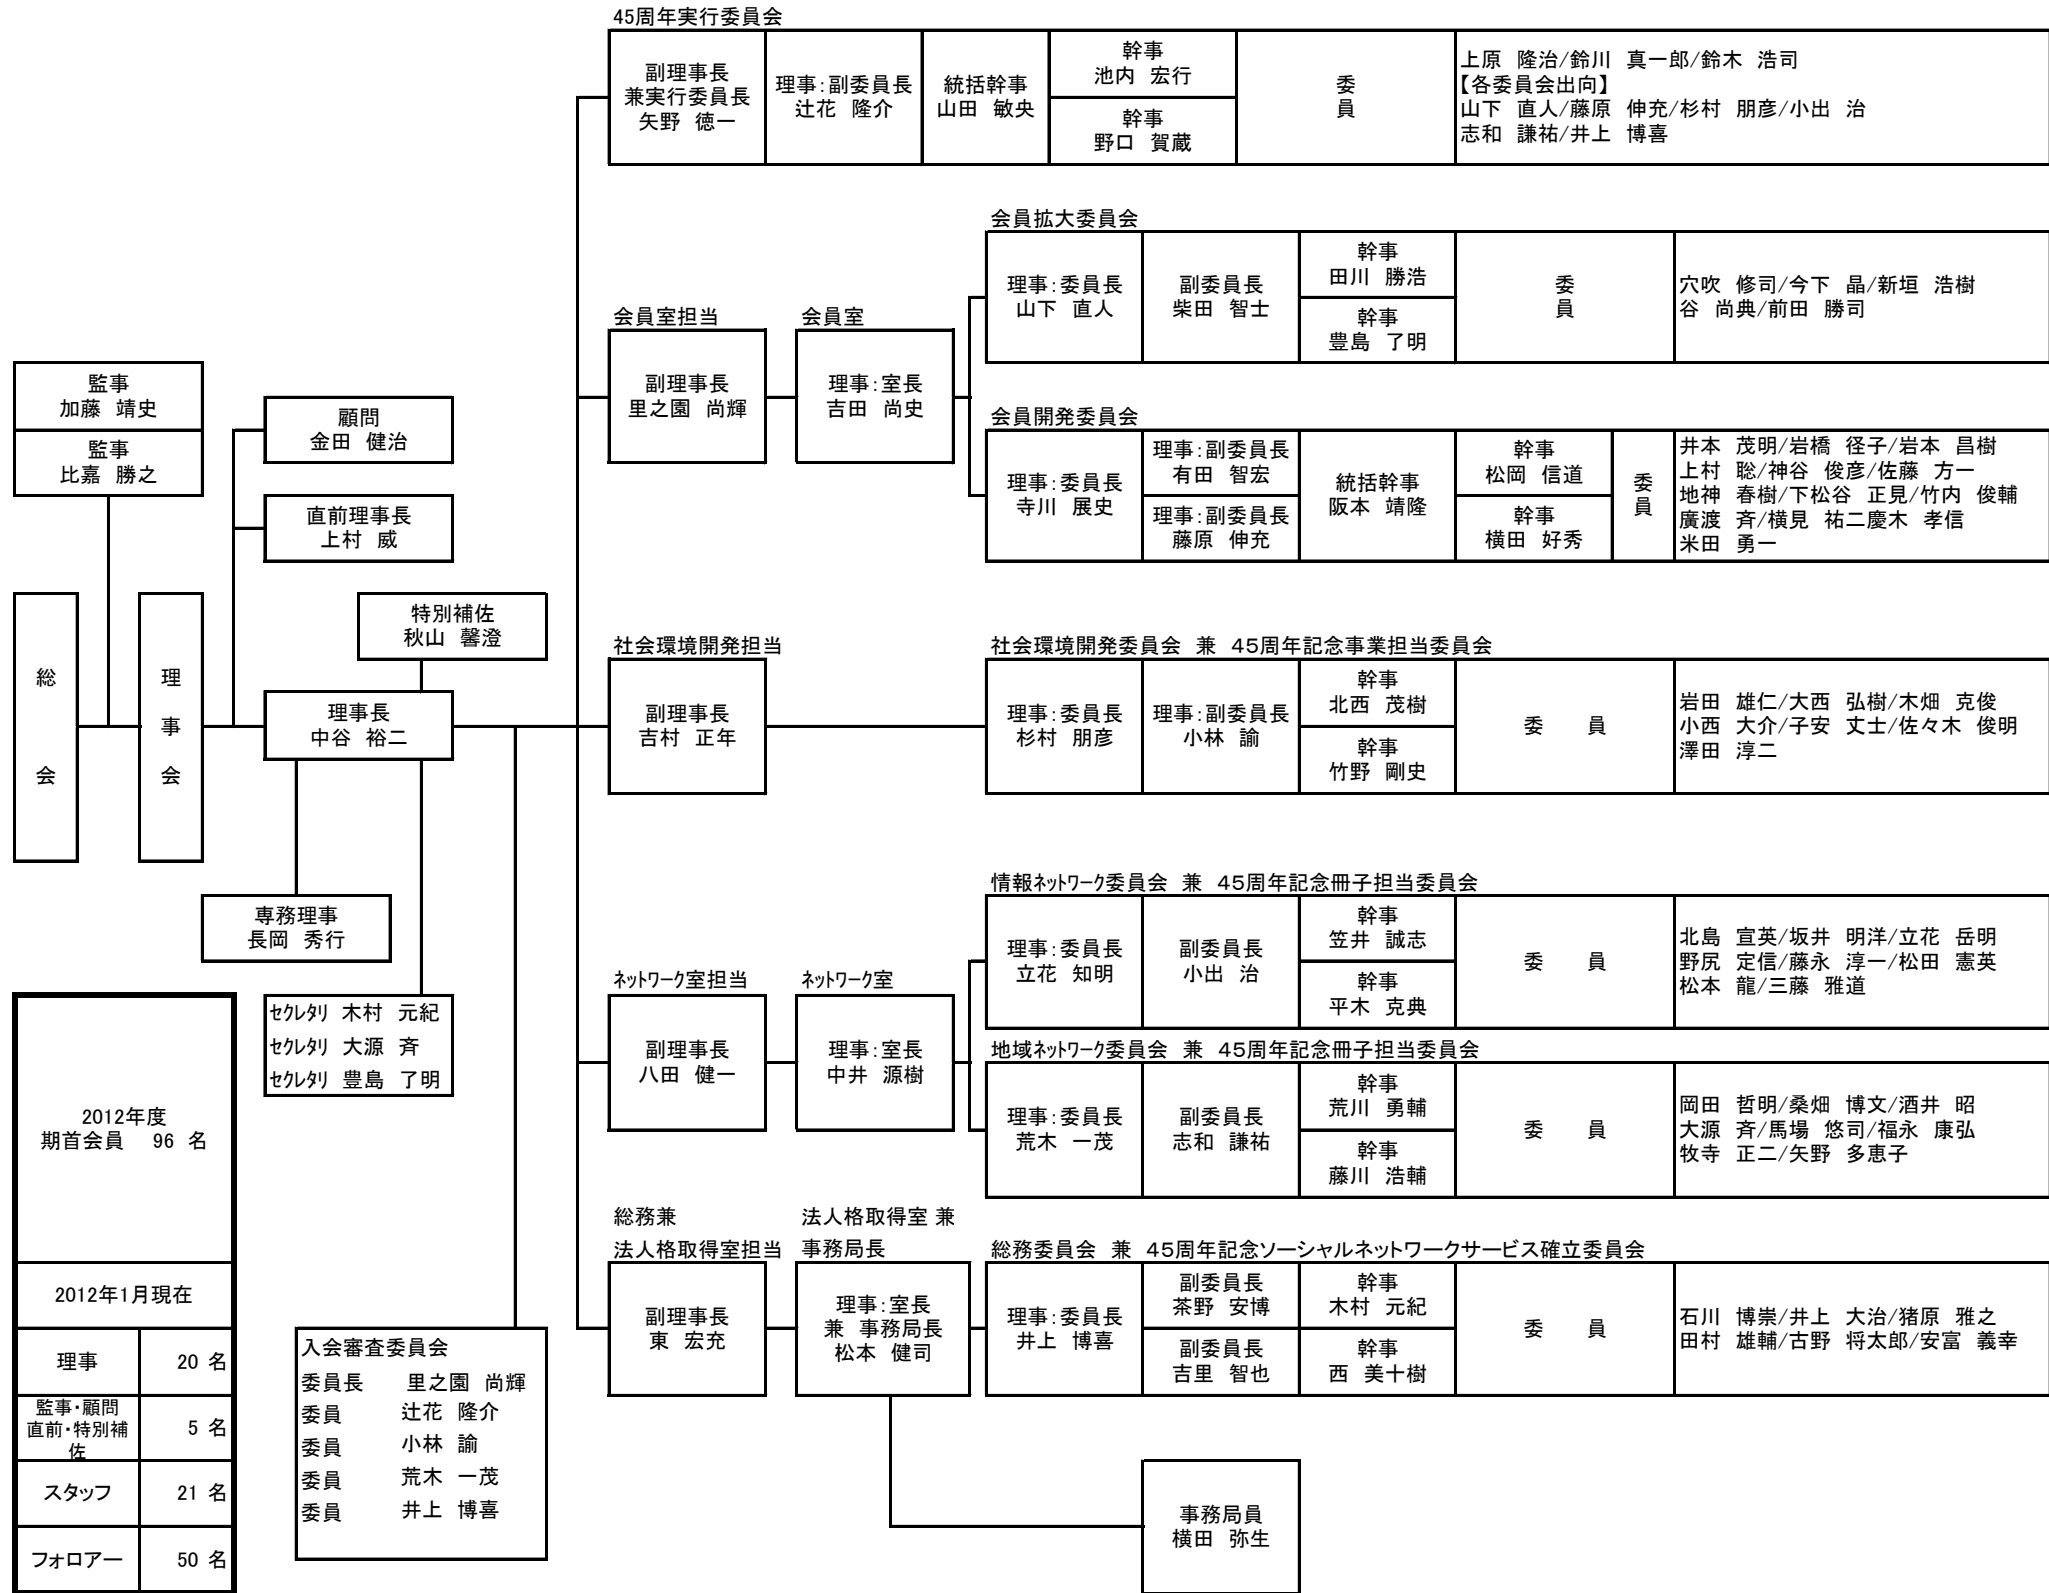 45周年実行委員会
副理事長
兼実行委員長
矢野 徳一
理事:副委員長
辻花 隆介
統括幹事
山田 敏央
幹事
池内 宏行
幹事
野口 賀蔵
委
員
上原 隆治/鈴川 真一郎/鈴木 浩司
【各委員会出向】
山下 直人/藤原 伸充/杉村 朋彦/小出 治
志和 謙祐/井上 博喜
会員拡大委員会
理事:委員長
山下 直人
副委員長
柴田 智士
幹事
田川 勝浩
幹事
豊島 了明
委
員
穴吹 修司/今下 晶/新垣 浩樹
谷 尚典/前田 勝司
会員室担当
副理事長
里之園 尚輝
会員室
理事:室長
吉田 尚史
監事
加藤 靖史
監事
比嘉 勝之
顧問
金田 健治
直前理事長
上村 威
会員開発委員会
理事:委員長
寺川 展史
理事:副委員長
有田 智宏
理事:副委員長
藤原 伸充
統括幹事
阪本 靖隆
幹事
松岡 信道
幹事
横田 好秀
委
員
井本 茂明/岩橋 径子/岩本 昌樹
上村 聡/神谷 俊彦/佐藤 方一
地神 春樹/下松谷 正見/竹内 俊輔
廣渡 斉/横見 祐二慶木 孝信
米田 勇一
総
会
理
事
会
特別補佐
秋山 馨澄
理事長
中谷 裕二
専務理事
長岡 秀行
セクレタリ 木村 元紀
セクレタリ 大源 斉
セクレタリ 豊島 了明
社会環境開発担当
副理事長
吉村 正年
社会環境開発委員会 兼 45周年記念事業担当委員会
理事:委員長
杉村 朋彦
理事:副委員長
小林 諭
幹事
北西 茂樹
幹事
竹野 剛史
委 員
岩田 雄仁/大西 弘樹/木畑 克俊
小西 大介/子安 丈士/佐々木 俊明
澤田 淳二
ネットワーク室担当
副理事長
八田 健一
ネットワーク室
理事:室長
中井 源樹
情報ネットワーク委員会 兼 45周年記念冊子担当委員会
理事:委員長
立花 知明
副委員長
小出 治
幹事
笠井 誠志
幹事
平木 克典
委 員
北島 宣英/坂井 明洋/立花 岳明
野尻 定信/藤永 淳一/松田 憲英
松本 龍/三藤 雅道
地域ネットワーク委員会 兼 45周年記念冊子担当委員会
理事:委員長
荒木 一茂
副委員長
志和 謙祐
幹事
荒川 勇輔
幹事
藤川 浩輔
委 員
岡田 哲明/桑畑 博文/酒井 昭
大源 斉/馬場 悠司/福永 康弘
牧寺 正二/矢野 多恵子
総務兼
法人格取得室担当
副理事長
東 宏充
法人格取得室 兼
事務局長
理事:室長
兼 事務局長
松本 健司
総務委員会 兼 45周年記念ソーシャルネットワークサービス確立委員会
理事:委員長
井上 博喜
副委員長
茶野 安博
副委員長
吉里 智也
幹事
木村 元紀
幹事
西 美十樹
委 員
石川 博崇/井上 大治/猪原 雅之
田村 雄輔/古野 将太郎/安富 義幸
事務局員
横田 弥生
入会審査委員会
委員長 里之園 尚輝
委員 辻花 隆介
委員 小林 諭
委員 荒木 一茂
委員 井上 博喜
2012年度
期首会員 96 名
2012年1月現在
理事 20 名
監事・顧問
直前・特別補
佐
5 名
スタッフ 21 名
フォロアー 50 名